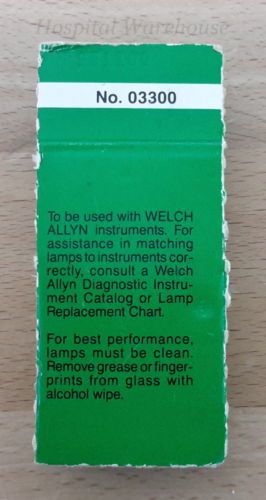 Hospital Warehouse
No. 03300
To be used with WELCH
ALLYN instruments. For
assistance in matching
lamps to instruments cor-
rectly, consult a Welch
Allyn Diagnostic Instru-
ment Catalog or Lamp
Replacement Chart.
For best performance,
lamps must be clean.
Remove grease or finger-
prints from glass with
alcohol wipe.